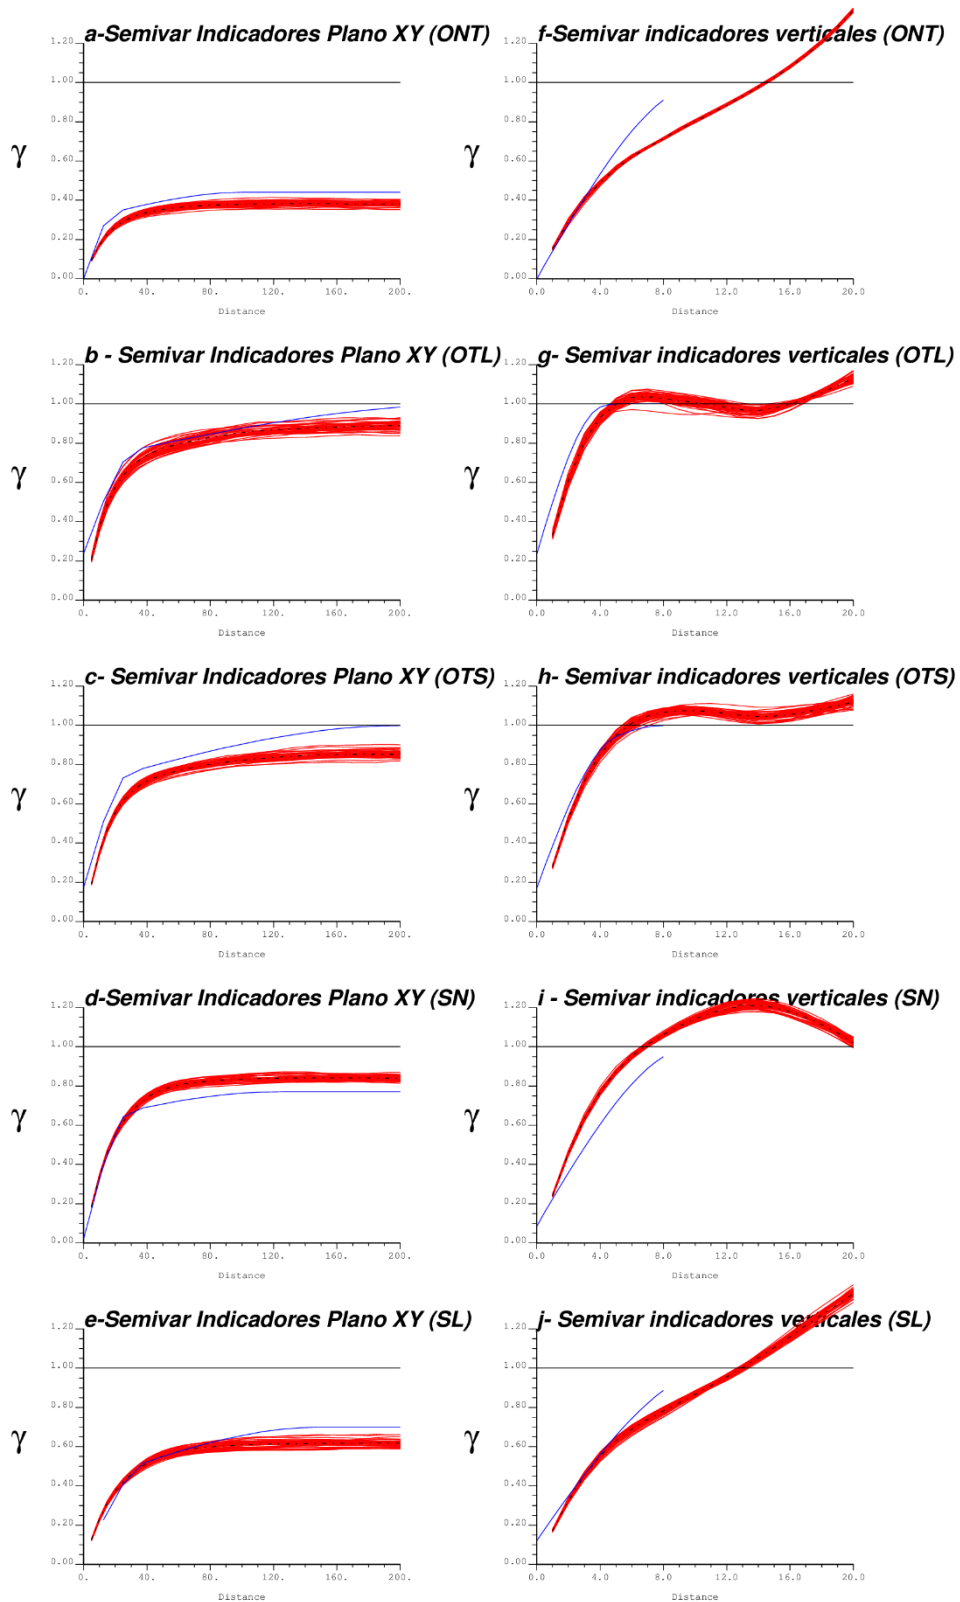 a-Semivar Indicadores Plano XY (ONT)
γ
1.20
1.00
0.80
0.60
0.40
0.20
0.00
0. 40. 80. 120. 160. 200.
Distance
f-Semivar indicadores verticales (ONT)
γ
1.20
1.00
0.80
0.60
0.40
0.20
0.00
0.0 4.0 8.0 12.0 16.0 20.0
Distance
b - Semivar Indicadores Plano XY (OTL)
γ
1.20
1.00
0.80
0.60
0.40
0.20
0.00
0. 40. 80. 120. 160. 200.
Distance
g- Semivar indicadores verticales (OTL)
γ
1.20
1.00
0.80
0.60
0.40
0.20
0.00
0.0 4.0 8.0 12.0 16.0 20.0
Distance
c- Semivar Indicadores Plano XY (OTS)
γ
1.20
1.00
0.80
0.60
0.40
0.20
0.00
0. 40. 80. 120. 160. 200.
Distance
h- Semivar indicadores verticales (OTS)
γ
1.20
1.00
0.80
0.60
0.40
0.20
0.00
0.0 4.0 8.0 12.0 16.0 20.0
Distance
d-Semivar Indicadores Plano XY (SN)
γ
1.20
1.00
0.80
0.60
0.40
0.20
0.00
0. 40. 80. 120. 160. 200.
Distance
i - Semivar indicadores verticales (SN)
γ
1.20
1.00
0.80
0.60
0.40
0.20
0.00
0.0 4.0 8.0 12.0 16.0 20.0
Distance
e-Semivar Indicadores Plano XY (SL)
γ
1.20
1.00
0.80
0.60
0.40
0.20
0.00
0. 40. 80. 120. 160. 200.
Distance
j- Semivar indicadores verticales (SL)
γ
1.20
1.00
0.80
0.60
0.40
0.20
0.00
0.0 4.0 8.0 12.0 16.0 20.0
Distance